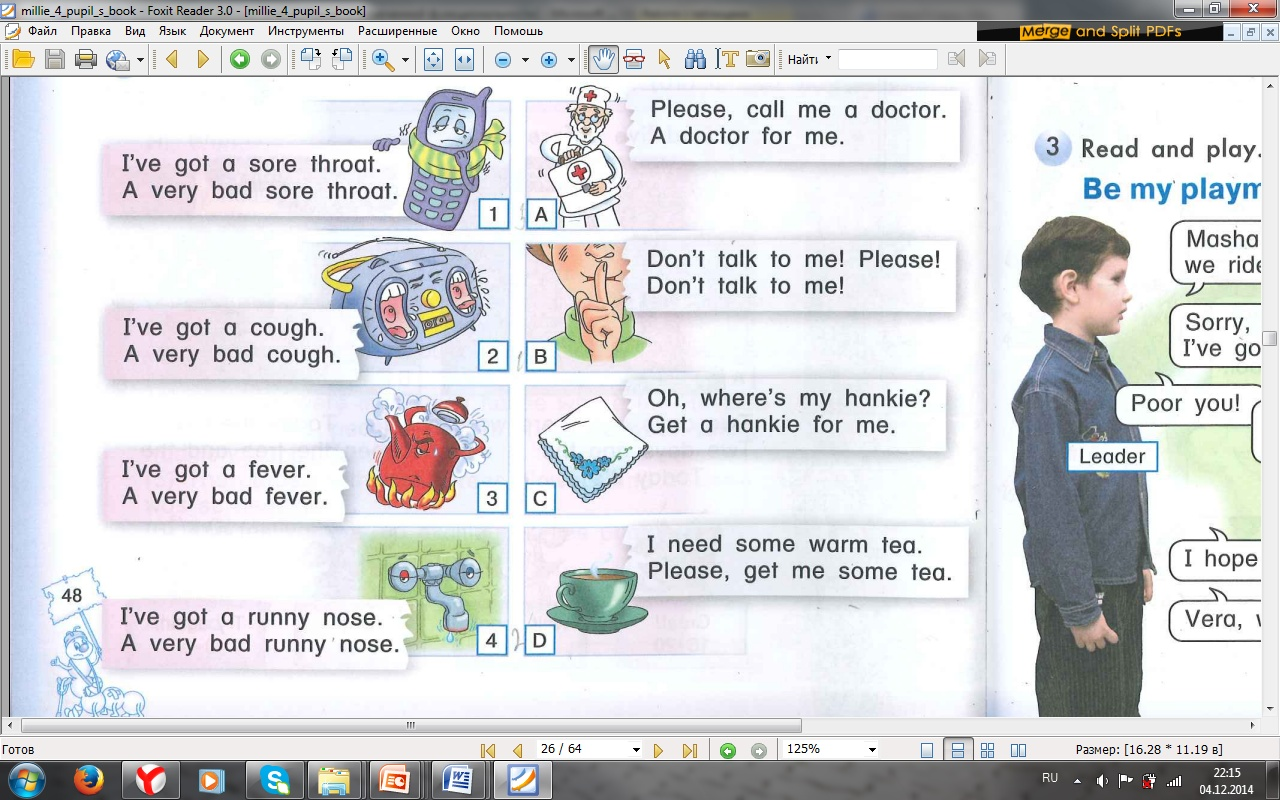 millie_4_pupil_s_book - Foxit Reader 3.0 - [millie_4_pupil_s_book]
Файл Правка Вид Язык Документ Инструменты Расширенные Окно Помощь
Merge and Split PDFs
Найти
I've got a sore throat.
A very bad sore throat.
1
A
Please, call me a doctor.
A doctor for me.
I've got a cough.
A very bad cough.
2
B
Don't talk to me! Please!
Don't talk to me!
I've got a fever.
A very bad fever.
3
C
Oh, where's my hankie?
Get a hankie for me.
I've got a runny nose.
A very bad runny nose.
4
D
I need some warm tea.
Please, get me some tea.
48
3 Read and play.
Be my playm
Masha
we ride
Sorry,
I've go
Poor you!
Leader
I hope
Vera, w
Готов
26 / 64
125%
Размер: [16.28 * 11.19 в]
RU
22:15
04.12.2014